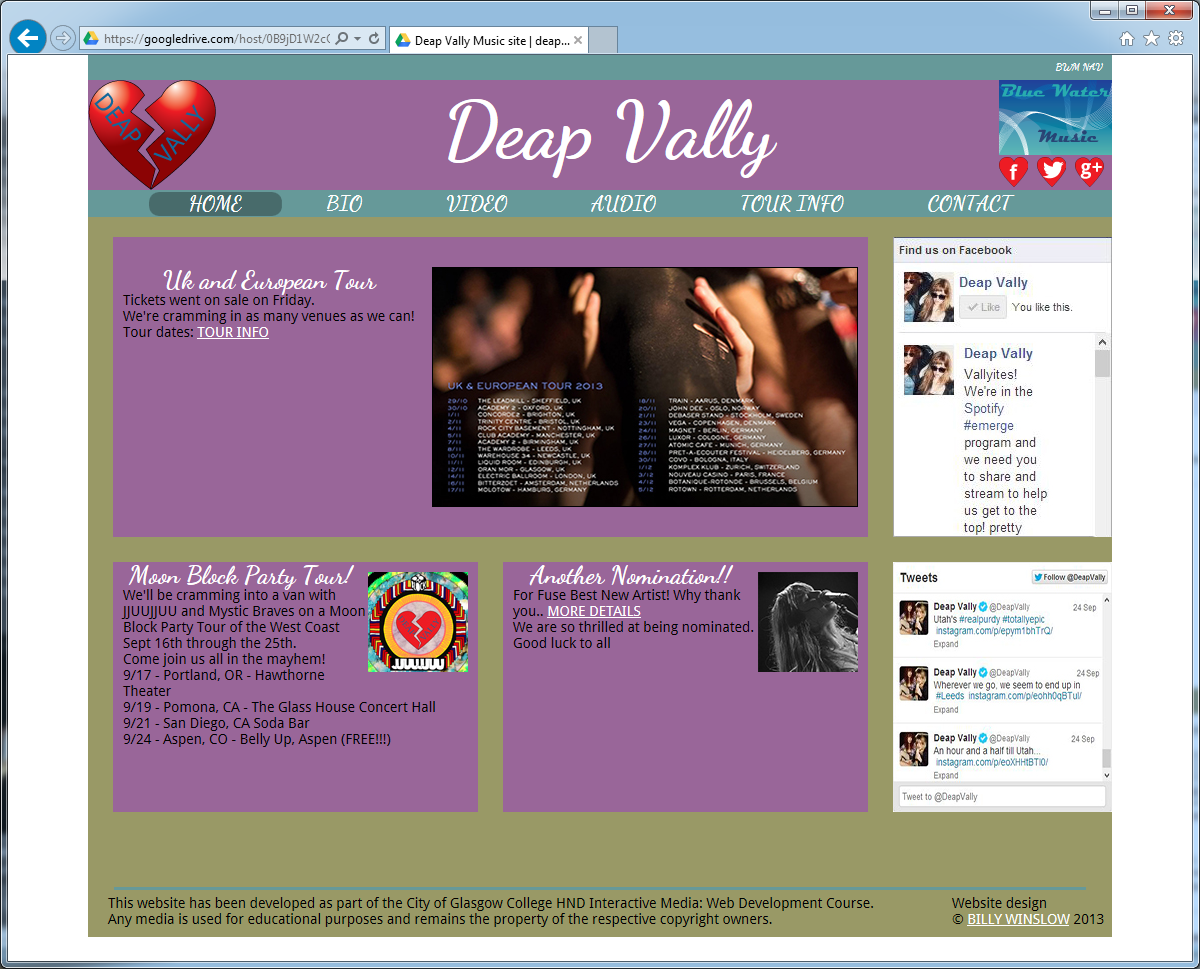 https://googledrive.com/host/0B9jD1W2c
Deap Vally Music site | deap...
BWM NAV
DEAP VALLY
Deap Vally
Blue Water
Music
f
g+
HOME BIO VIDEO AUDIO TOUR INFO CONTACT
Uk and European Tour
Tickets went on sale on Friday.
We're cramming in as many venues as we can!
Tour dates: TOUR INFO
UK & EUROPEAN TOUR 2013
29/10 THE LEADMILL - SHEFFIELD, UK
30/10 ACADEMY 2 - OXFORD, UK
1/11 CONCORDE2 - BRIGHTON, UK
2/11 TRINITY CENTRE - BRISTOL, UK
4/11 ROCK CITY BASEMENT - NOTTINGHAM, UK
5/11 CLUB ACADEMY - MANCHESTER, UK
7/11 ACADEMY 2 - BIRMINGHAM, UK
8/11 THE WARDROBE - LEEDS, UK
10/11 WAREHOUSE 34 - NEWCASTLE, UK
11/11 LIQUID ROOM - EDINBURGH, UK
12/11 ORAN MOR - GLASGOW, UK
14/11 ELECTRIC BALLROOM - LONDON, UK
16/11 BITTERZOET - AMSTERDAM, NETHERLANDS
17/11 MOLOTOW - HAMBURG, GERMANY
18/11 TRAIN - AARUS, DENMARK
20/11 JOHN DEE - OSLO, NORWAY
21/11 DEBASER STAND - STOCKHOLM, SWEDEN
23/11 VEGA - COPENHAGEN, DENMARK
24/11 MAGNET - BERLIN, GERMANY
26/11 LUXOR - COLOGNE, GERMANY
27/11 ATOMIC CAFE - MUNICH, GERMANY
28/11 PRET-A-ECOUTER FESTIVAL - HEIDELBERG, GERMANY
30/11 COVO - BOLOGNA, ITALY
1/12 KOMPLEX KLUB - ZURICH, SWITZERLAND
3/12 NOUVEAU CASINO - PARIS, FRANCE
4/12 BOTANIQUE-ROTONDE - BRUSSELS, BELGIUM
5/12 ROTOWN - ROTTERDAM, NETHERLANDS
Find us on Facebook
Deap Vally
Like You like this.
Deap Vally
Vallyites!
We're in the
Spotify
#emerge
program and
we need you
to share and
stream to help
us get to the
top! pretty
Moon Block Party Tour!
We'll be cramming into a van with
JJUUJJUU and Mystic Braves on a Moon
Block Party Tour of the West Coast
Sept 16th through the 25th.
Come join us all in the mayhem!
9/17 - Portland, OR - Hawthorne
Theater
9/19 - Pomona, CA - The Glass House Concert Hall
9/21 - San Diego, CA Soda Bar
9/24 - Aspen, CO - Belly Up, Aspen (FREE!!!)
Another Nomination!!
For Fuse Best New Artist! Why thank
you.. MORE DETAILS
We are so thrilled at being nominated.
Good luck to all
Tweets Follow @DeapVally
Deap Vally @DeapVally 24 Sep
Utah's #realpurdy #totallyepic
instagram.com/p/epym1bhTrQ/
Expand
Deap Vally @DeapVally 24 Sep
Wherever we go, we seem to end up in
#Leeds instagram.com/p/eohh0qBTul/
Expand
Deap Vally @DeapVally 24 Sep
An hour and a half till Utah...
instagram.com/p/eoXHHtBTl0/
Expand
Tweet to @DeapVally
This website has been developed as part of the City of Glasgow College HND Interactive Media: Web Development Course.
Any media is used for educational purposes and remains the property of the respective copyright owners.
Website design
© BILLY WINSLOW 2013